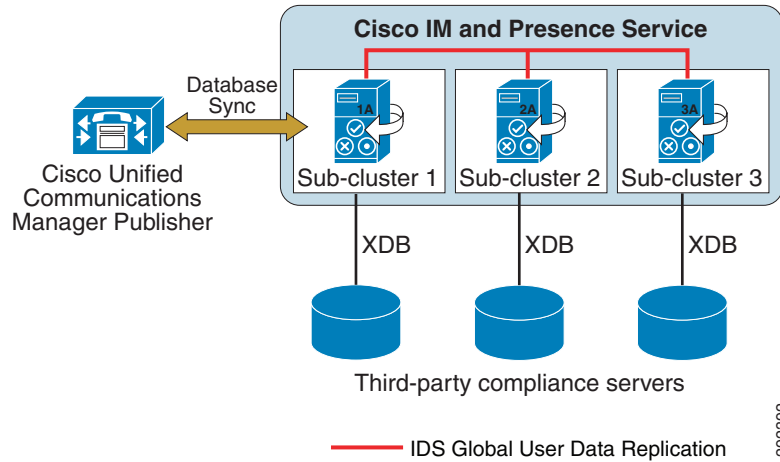 Cisco IM and Presence Service
Database
Sync
1A
2A
3A
Sub-cluster 1
Sub-cluster 2
Sub-cluster 3
Cisco Unified
Communications
Manager Publisher
XDB
XDB
XDB
Third-party compliance servers
IDS Global User Data Replication